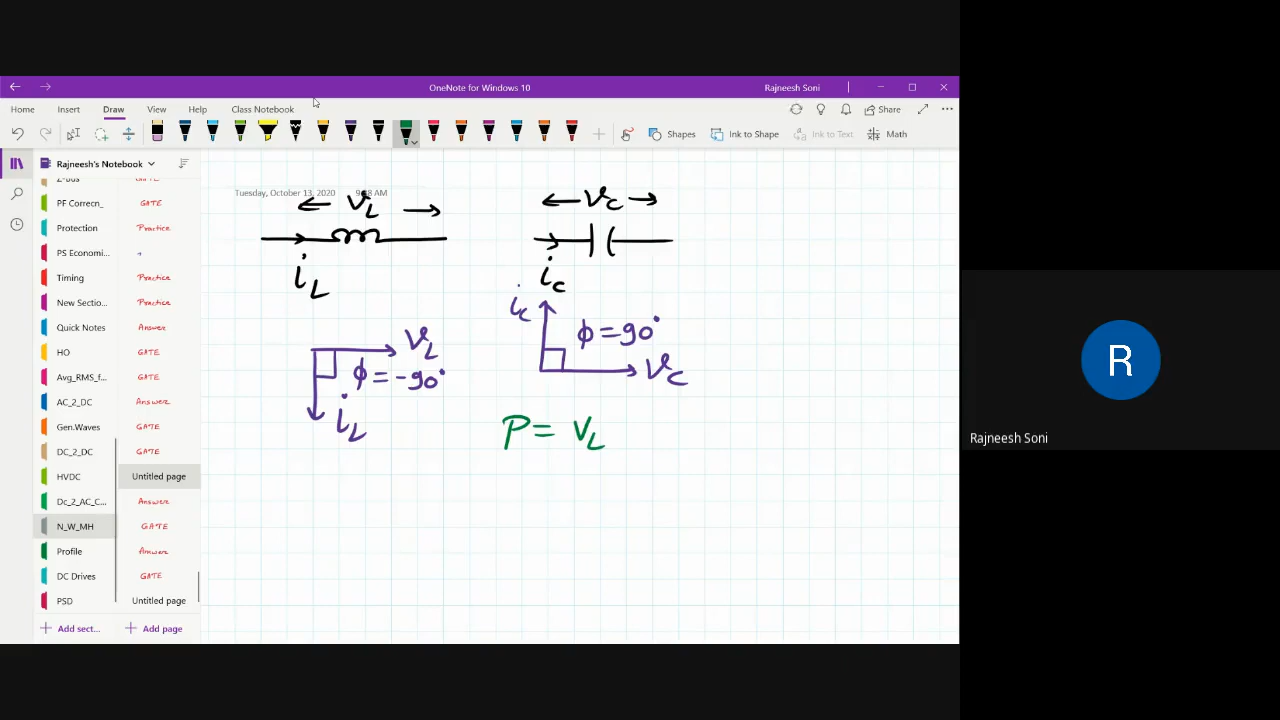 OneNote for Windows 10
Rajneesh Soni
Home Insert Draw View Help Class Notebook
Share
Shapes Ink to Shape Ink to Text Math
Rajneesh's Notebook
Z-Bus GATE
PF Correcn_ GATE
Protection Practice
PS Economi...
Timing Practice
New Sectio... Practice
Quick Notes Answer
HO GATE
Avg_RMS_f... GATE
AC_2_DC Answer
Gen.Waves GATE
DC_2_DC GATE
HVDC Untitled page
Dc_2_AC_C... Answer
N_W_MH GATE
Profile Answer
DC Drives GATE
PSD Untitled page
Add sect... Add page
Tuesday, October 13, 2020
← V_L →
i_L
← V_C →
i_C
V_L
φ = -90°
i_L
i_C
φ = 90°
V_C
P = V_L
R
Rajneesh Soni